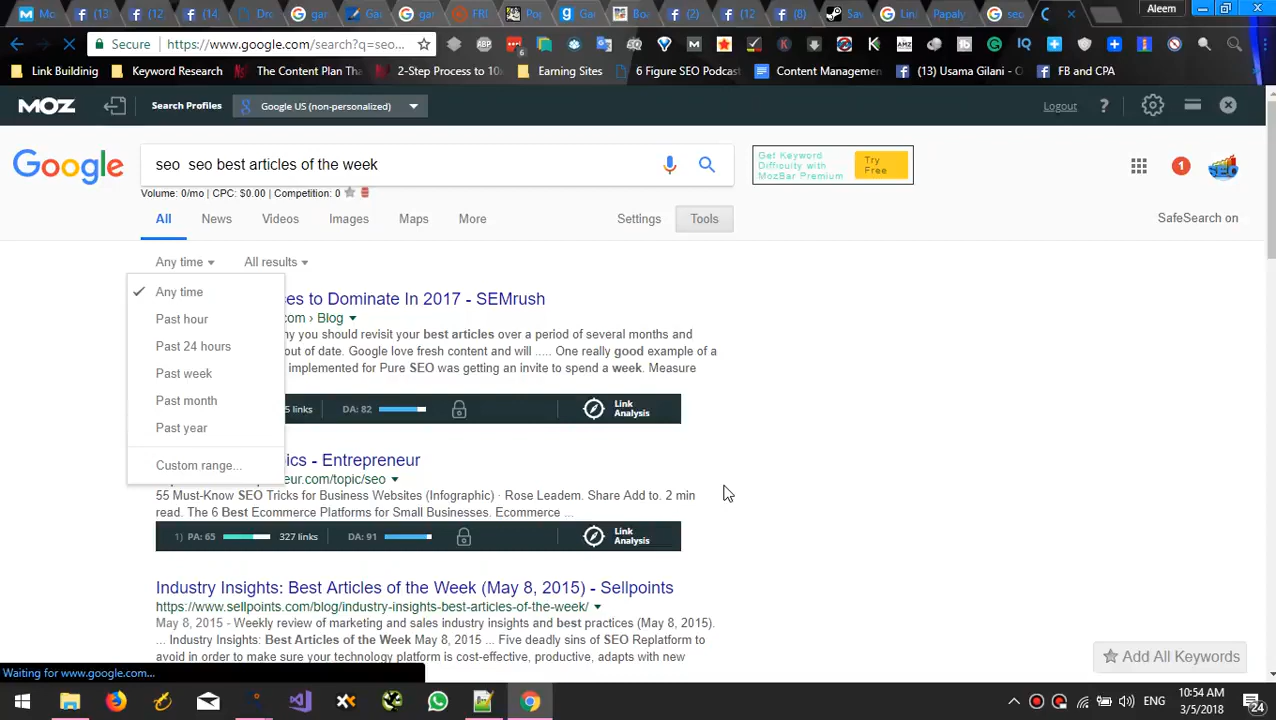 Mo
(13)
(12
(14,
Dro
gar
Ga
gar
FRI
Pop
Ga
Boa
(2)
(12
(8)
Sav
Lin
Papaly
seo
Aleem
Secure
https://www.google.com/search?q=seo...
Link Building
Keyword Research
The Content Plan Tha
2-Step Process to 10x
Earning Sites
6 Figure SEO Podcast
Content Managemen
(13) Usama Gilani - O
FB and CPA
MOZ
Search Profiles
Google US (non-personalized)
Logout
?
Google
seo  seo best articles of the week
Get Keyword
Difficulty with
MozBar Premium
Try
Free
1
SEO
Volume: 0/mo | CPC: $0.00 | Competition: 0
All
News
Videos
Images
Maps
More
Settings
Tools
SafeSearch on
Any time
All results
Any time
Past hour
Past 24 hours
Past week
Past month
Past year
Custom range...
ces to Dominate In 2017 - SEMrush
com › Blog
ny you should revisit your best articles over a period of several months and
out of date. Google love fresh content and will ..... One really good example of a
implemented for Pure SEO was getting an invite to spend a week. Measure
5 links
DA: 82
Link
Analysis
ics - Entrepreneur
eur.com/topic/seo
55 Must-Know SEO Tricks for Business Websites (Infographic) · Rose Leadem. Share Add to. 2 min
read. The 6 Best Ecommerce Platforms for Small Businesses. Ecommerce ...
1) PA: 65
327 links
DA: 91
Link
Analysis
Industry Insights: Best Articles of the Week (May 8, 2015) - Sellpoints
https://www.sellpoints.com/blog/industry-insights-best-articles-of-the-week/
May 8, 2015 - Weekly review of marketing and sales industry insights and best practices (May 8, 2015).
... Industry Insights: Best Articles of the Week May 8, 2015 ... Five deadly sins of SEO Replatform to
avoid in order to make sure your technology platform is cost-effective, productive, adapts with new
Add All Keywords
Waiting for www.google.com...
ENG
10:54 AM
3/5/2018
24